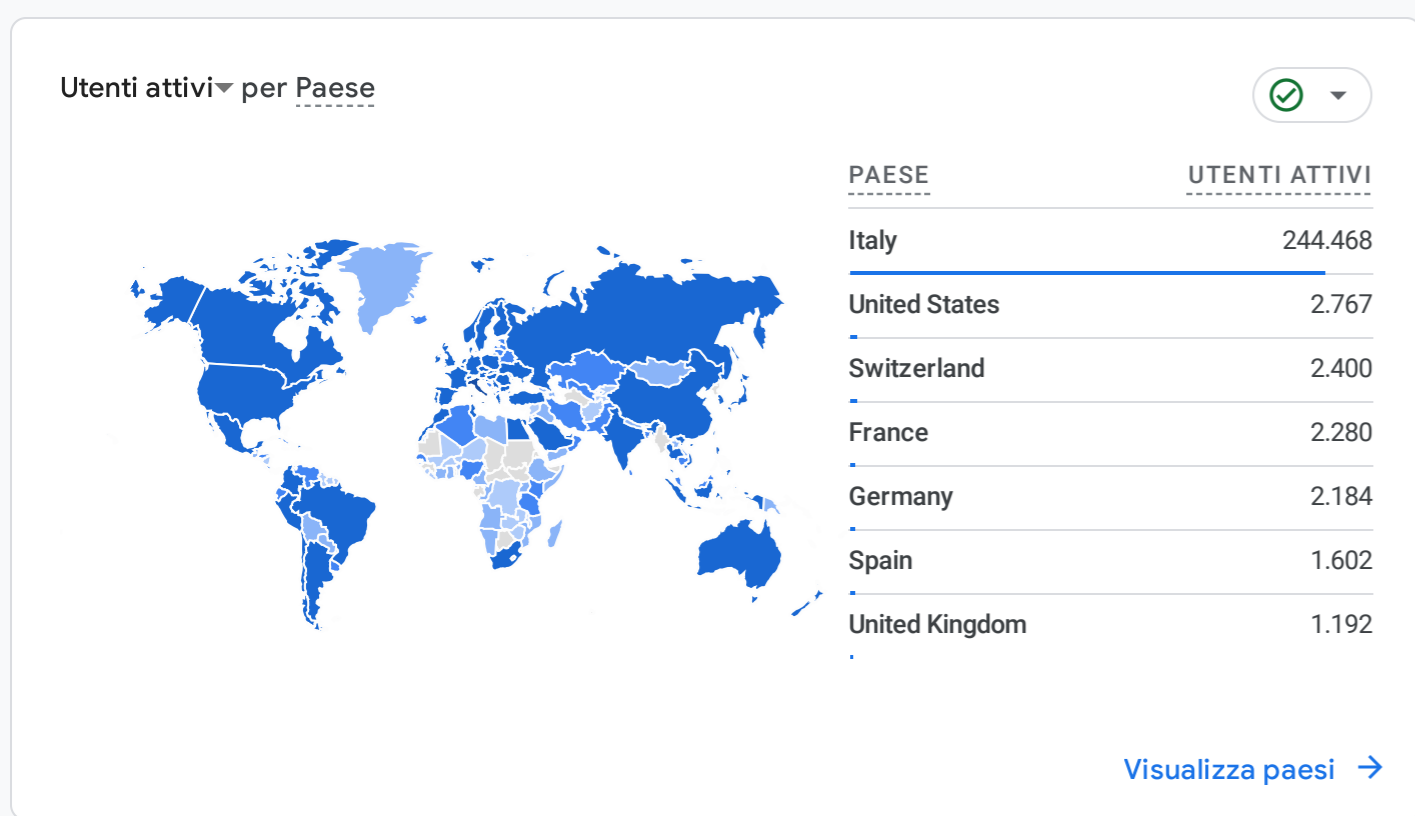 Utenti attivi per Paese
PAESE UTENTI ATTIVI
Italy 244.468
United States 2.767
Switzerland 2.400
France 2.280
Germany 2.184
Spain 1.602
United Kingdom 1.192
Visualizza paesi